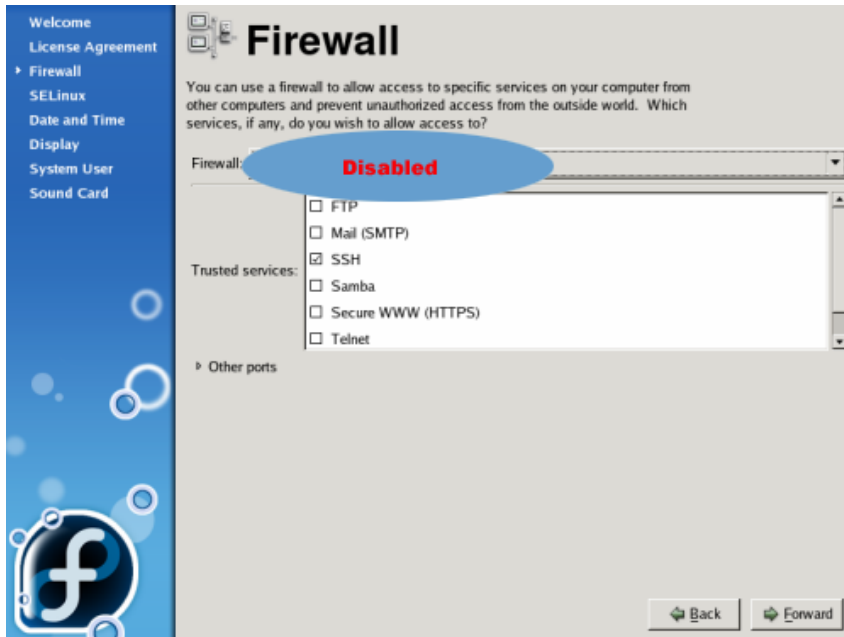 Welcome
License Agreement
Firewall
SELinux
Date and Time
Display
System User
Sound Card
Firewall
You can use a firewall to allow access to specific services on your computer from
other computers and prevent unauthorized access from the outside world. Which
services, if any, do you wish to allow access to?
Firewall:
Disabled
Trusted services:
FTP
Mail (SMTP)
SSH
Samba
Secure WWW (HTTPS)
Telnet
Other ports
Back
Forward